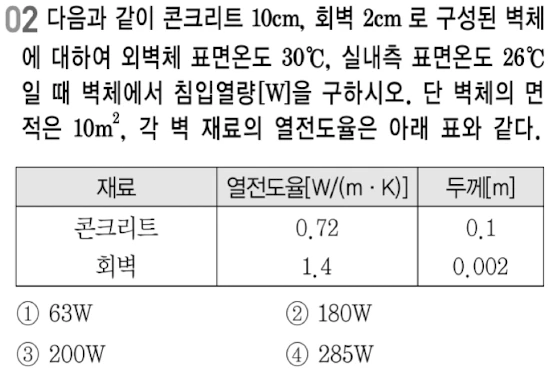 02 다음과 같이 콘크리트 10cm, 회벽 2cm 로 구성된 벽체
에 대하여 외벽체 표면온도 30℃, 실내측 표면온도 26℃
일 때 벽체에서 침입열량[W]을 구하시오. 단 벽체의 면
적은 10m², 각 벽 재료의 열전도율은 아래 표와 같다.
재료 열전도율[W/(m · K)] 두께[m]
콘크리트 0.72 0.1
회벽 1.4 0.002
① 63W ② 180W
③ 200W ④ 285W